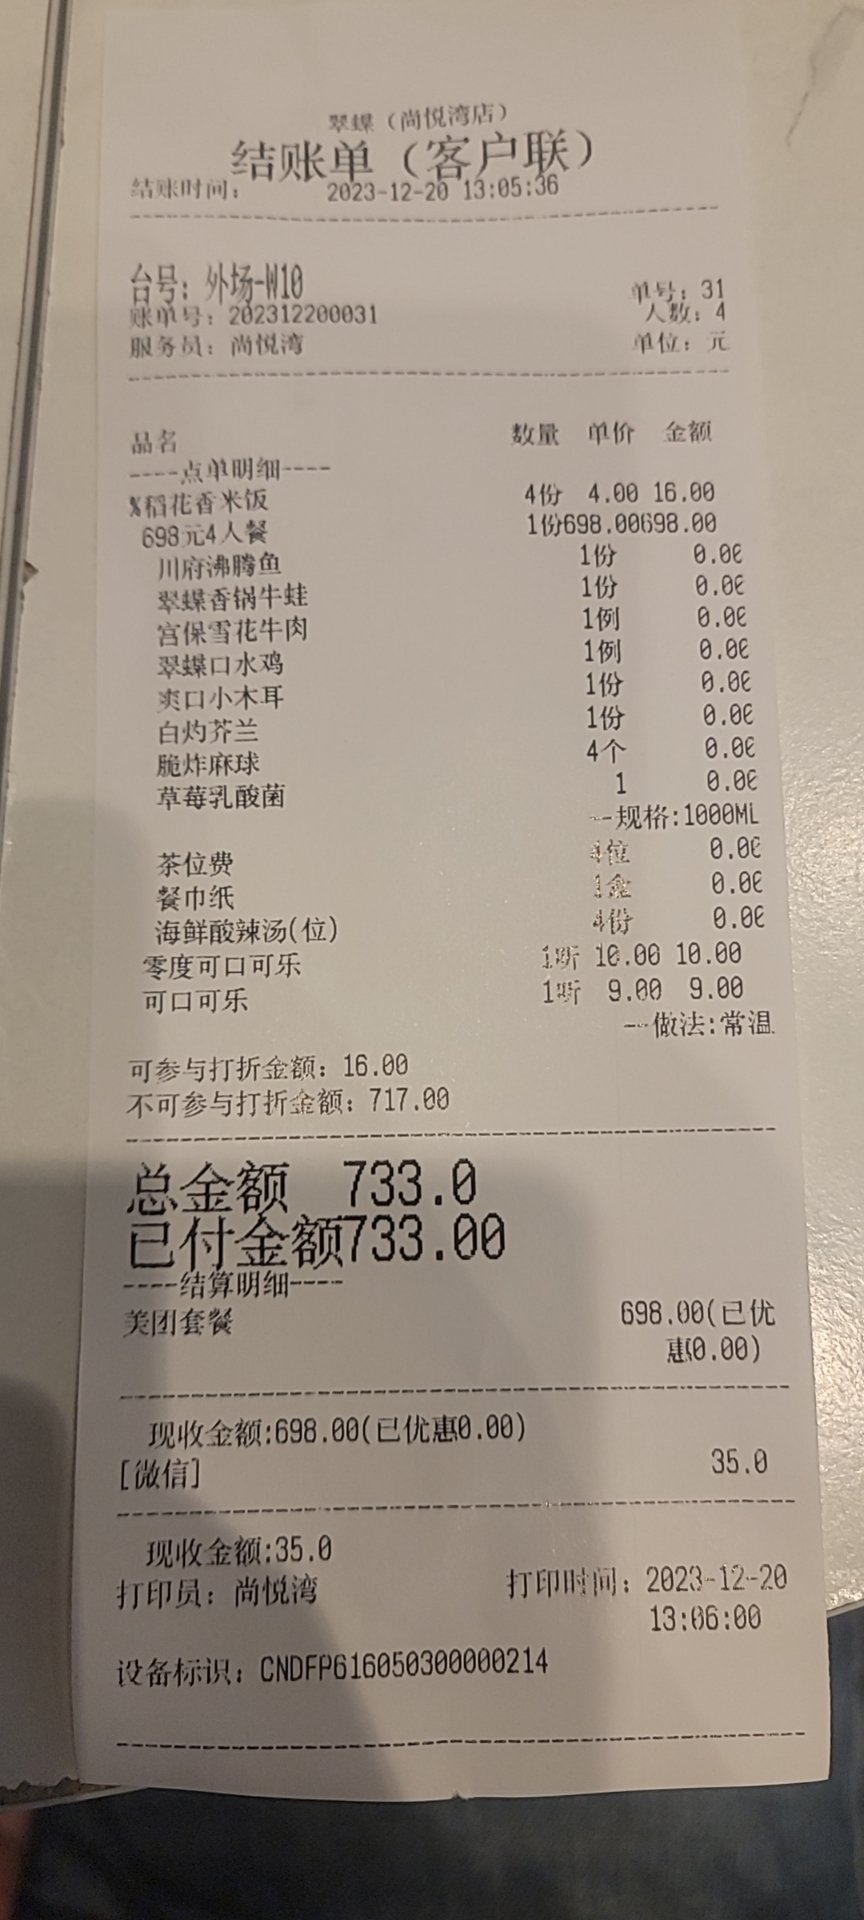 翠蝶（尚悦湾店）
结账单（客户联）
结账时间： 2023-12-20 13:05:36
台号：外场-W10
单号：31
账单号：202312200031 人数：4
服务员：尚悦湾 单位：元
品名 数量 单价 金额
----点单明细----
%稻花香米饭 4份 4.00 16.00
698元4人餐 1份698.00698.00
川府沸腾鱼 1份 0.00
翠蝶香锅牛蛙 1份 0.00
宫保雪花牛肉 1例 0.00
翠蝶口水鸡 1例 0.00
爽口小木耳 1份 0.00
白灼芥兰 1份 0.00
脆炸麻球 4个 0.00
草莓乳酸菌 1 0.00
--规格:1000ML
茶位费 4位 0.00
餐巾纸 1盒 0.00
海鲜酸辣汤(位) 4份 0.00
零度可口可乐 1听 10.00 10.00
可口可乐 1听 9.00 9.00
--做法:常温
可参与打折金额：16.00
不可参与打折金额：717.00
总金额 733.0
已付金额733.00
----结算明细----
美团套餐 698.00(已优
惠0.00)
现收金额:698.00(已优惠0.00)
[微信] 35.0
现收金额:35.0
打印员：尚悦湾 打印时间：2023-12-20
13:06:00
设备标识：CNDFP616050300000214